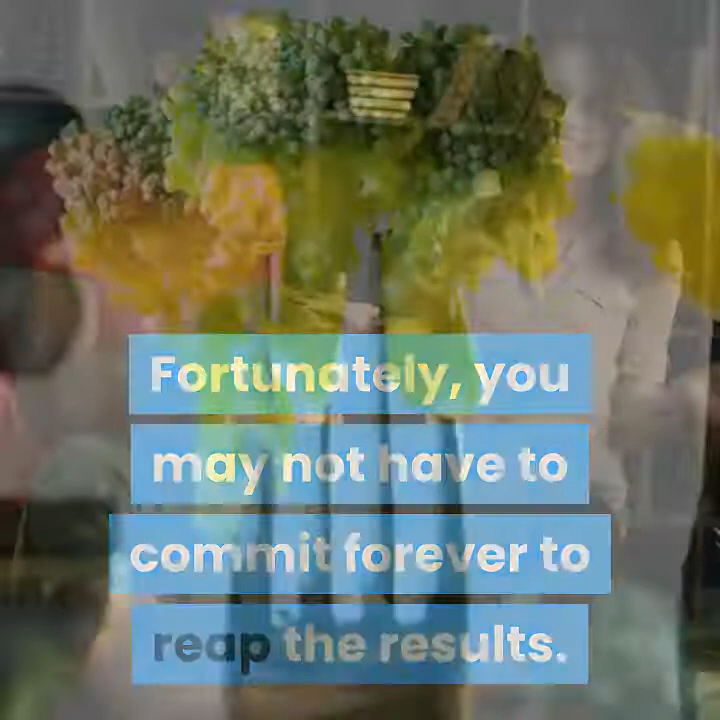 Fortunately, you
may not have to
commit forever to
reap the results.